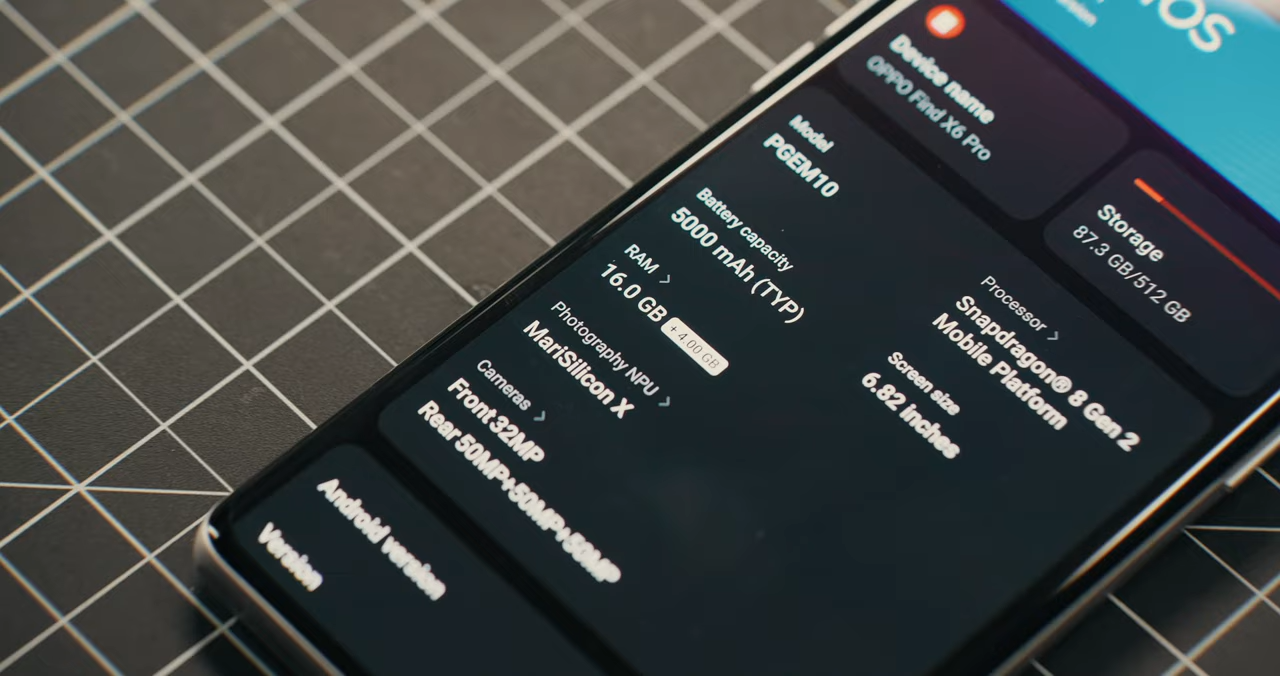 Device name
OPPO Find X6 Pro
Storage
87.3 GB/512 GB
Model
PGEM10
Processor >
Snapdragon® 8 Gen 2
Mobile Platform
Battery capacity
5000 mAh (TYP)
Screen size
6.82 inches
RAM >
16.0 GB + 4.00 GB
Photography NPU >
MariSilicon X
Cameras >
Front 32MP
Rear 50MP+50MP+50MP
Android version
Version